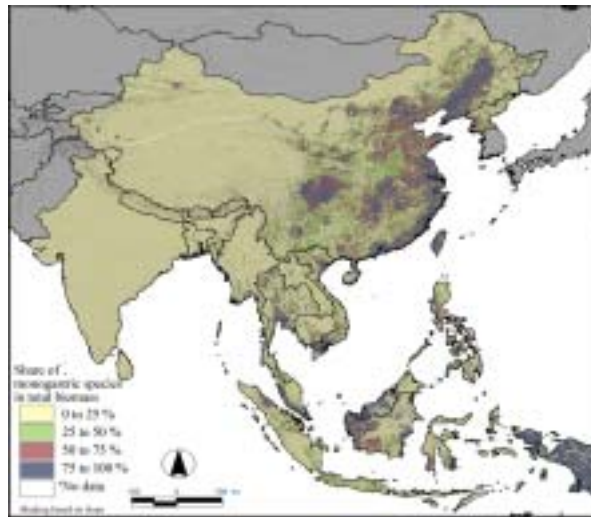 Share of
monogastric species
in total biomass
0 to 25 %
25 to 50 %
50 to 75 %
75 to 100 %
No data